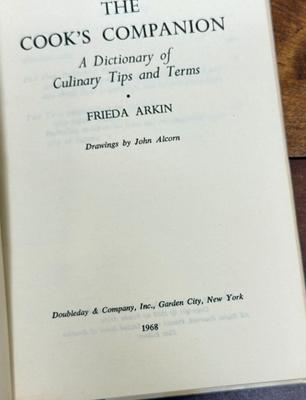 THE
COOK'S COMPANION
A Dictionary of
Culinary Tips and Terms
•
FRIEDA ARKIN
Drawings by John Alcorn
Doubleday & Company, Inc., Garden City, New York
1968